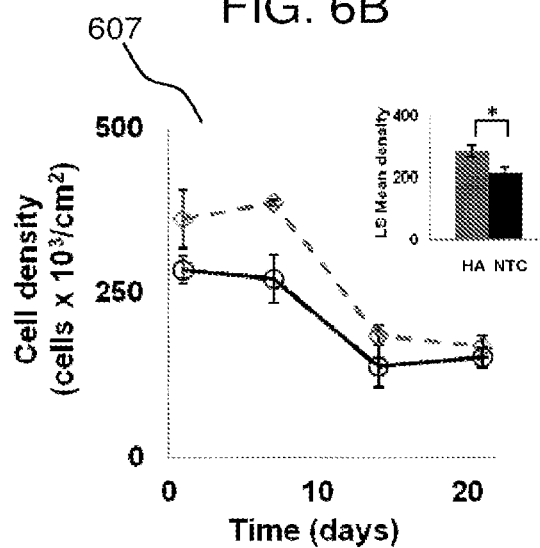 FIG. 6B
607
500
250
0
Cell density
(cells x 10³/cm²)
0 10 20
Time (days)
400
200
0
LS Mean density
*
HA NTC